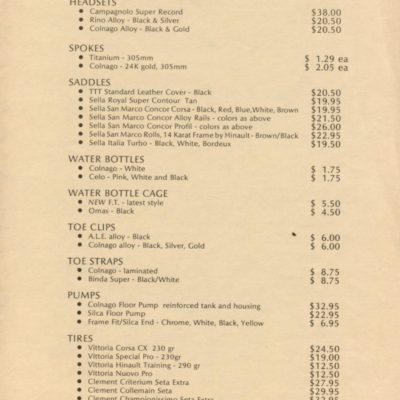 HEADSETS
● Campagnolo Super Record $38.00
● Rino Alloy - Black & Silver $20.50
● Colnago Alloy - Black & Gold $20.50
SPOKES
● Titanium - 305mm $ 1.29 ea
● Colnago - 24K gold, 305mm $ 2.05 ea
SADDLES
● TTT Standard Leather Cover - Black $20.50
● Sella Royal Super Contour Tan $19.95
● Sella San Marco Concor Corsa - Black, Red, Blue, White, Brown $19.95
● Sella San Marco Concor Alloy Rails - colors as above $21.50
● Sella San Marco Concor Profil - colors as above $26.00
● Sella San Marco Rolls, 14 Karat Frame by Hinault - Brown/Black $22.95
● Sella Italia Turbo - Black, White, Bordeux $19.50
WATER BOTTLES
● Colnago - White $ 1.75
● Celo - Pink, White and Black $ 1.75
WATER BOTTLE CAGE
● NEW F.T. - latest style $ 5.50
● Omas - Black $ 4.50
TOE CLIPS
● A.L.E. alloy - Black $ 6.00
● Colnago alloy - Black, Silver, Gold $ 6.00
TOE STRAPS
● Colnago - laminated $ 8.75
● Binda Super - Black/White $ 8.75
PUMPS
● Colnago Floor Pump reinforced tank and housing $32.95
● Silca Floor Pump $22.95
● Frame Fit/Silca End - Chrome, White, Black, Yellow $ 6.95
TIRES
● Vittoria Corsa CX 230 gr $24.50
● Vittoria Special Pro - 230gr $19.00
● Vittoria Hinault Training - 290 gr $12.50
● Vittoria Nuovo Pro $12.50
● Clement Criterium Seta Extra $27.95
● Clement Collemain Seta $29.95
● Clement Championissimo Seta Extra $32.95